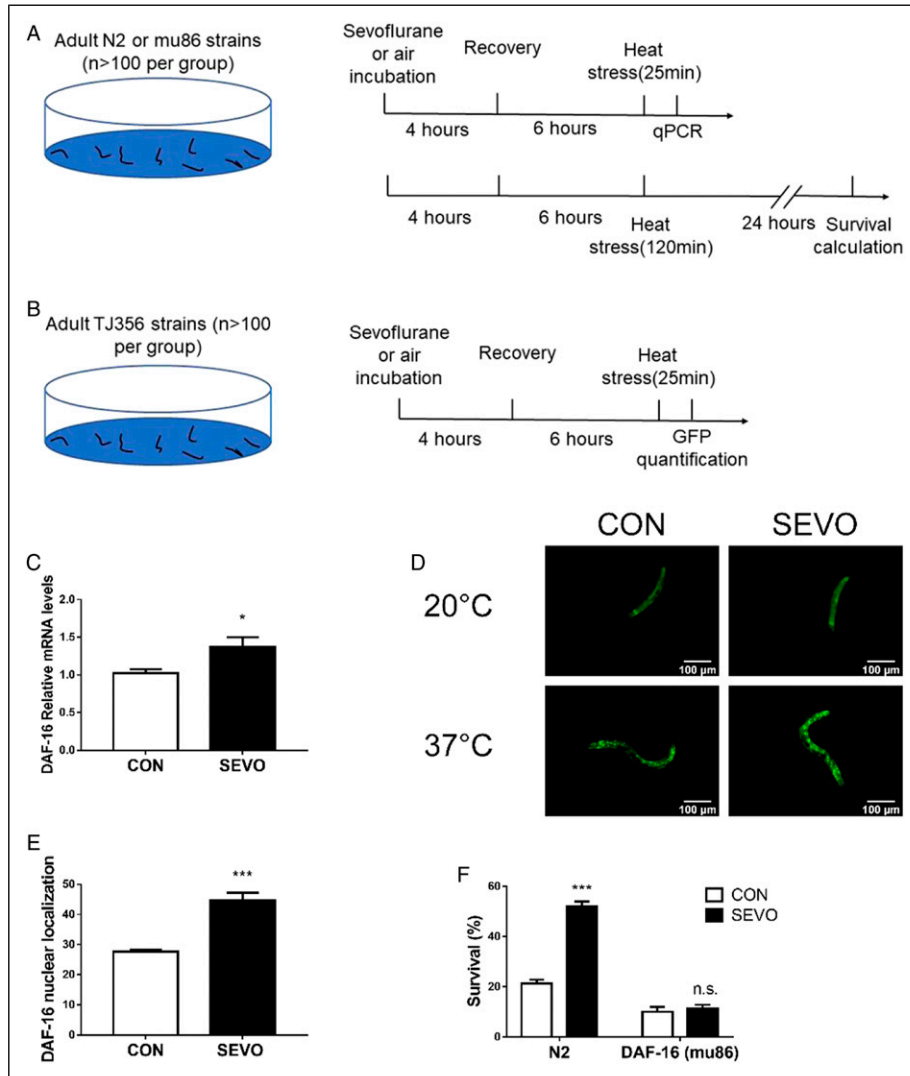 A
Adult N2 or mu86 strains
(n>100 per group)
Sevoflurane
or air
incubation
Recovery
Heat
stress(25min)
4 hours
6 hours
qPCR
4 hours
6 hours
Heat
stress(120min)
24 hours
Survival
calculation
B
Adult TJ356 strains (n>100
per group)
Sevoflurane
or air
incubation
Recovery
Heat
stress(25min)
4 hours
6 hours
GFP
quantification
C
DAF-16 Relative mRNA levels
2.0
1.5
1.0
0.5
0.0
*
CON
SEVO
D
CON
SEVO
20°C
100 µm
100 µm
37°C
100 µm
100 µm
E
DAF-16 nuclear localization
50
40
30
20
10
0
***
CON
SEVO
F
Survival (%)
60
40
20
0
***
n.s.
CON
SEVO
N2
DAF-16 (mu86)